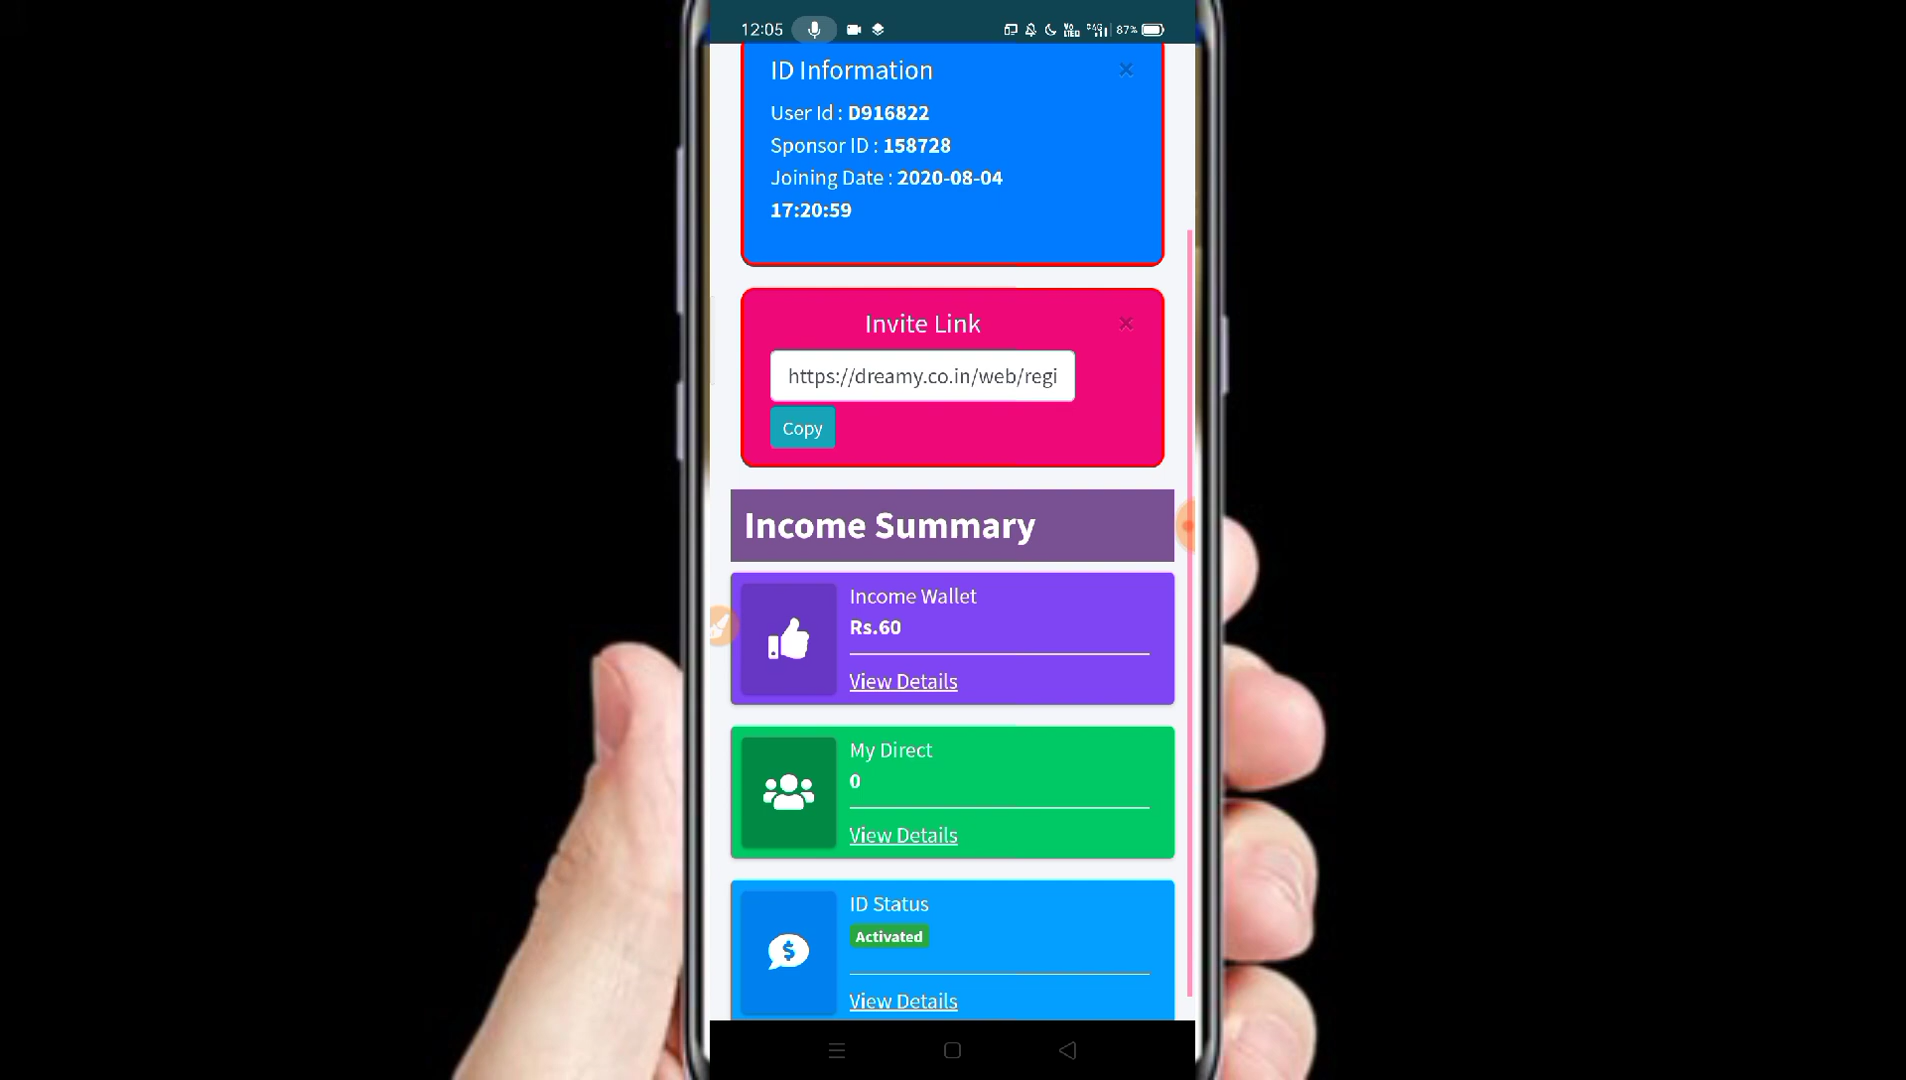 12:05
87%
ID Information
×
User Id : D916822
Sponsor ID : 158728
Joining Date : 2020-08-04
17:20:59
Invite Link
×
https://dreamy.co.in/web/regi
Copy
Income Summary
Income Wallet
Rs.60
View Details
My Direct
0
View Details
ID Status
Activated
View Details